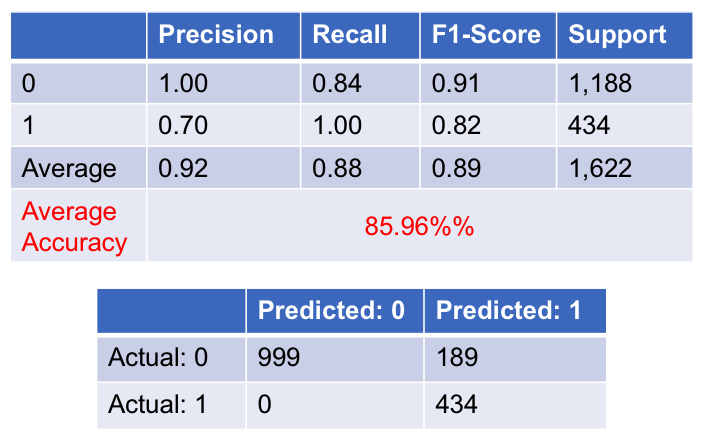 Precision Recall F1-Score Support
0 1.00 0.84 0.91 1,188
1 0.70 1.00 0.82 434
Average 0.92 0.88 0.89 1,622
Average
Accuracy
85.96%%
Predicted: 0 Predicted: 1
Actual: 0 999 189
Actual: 1 0 434